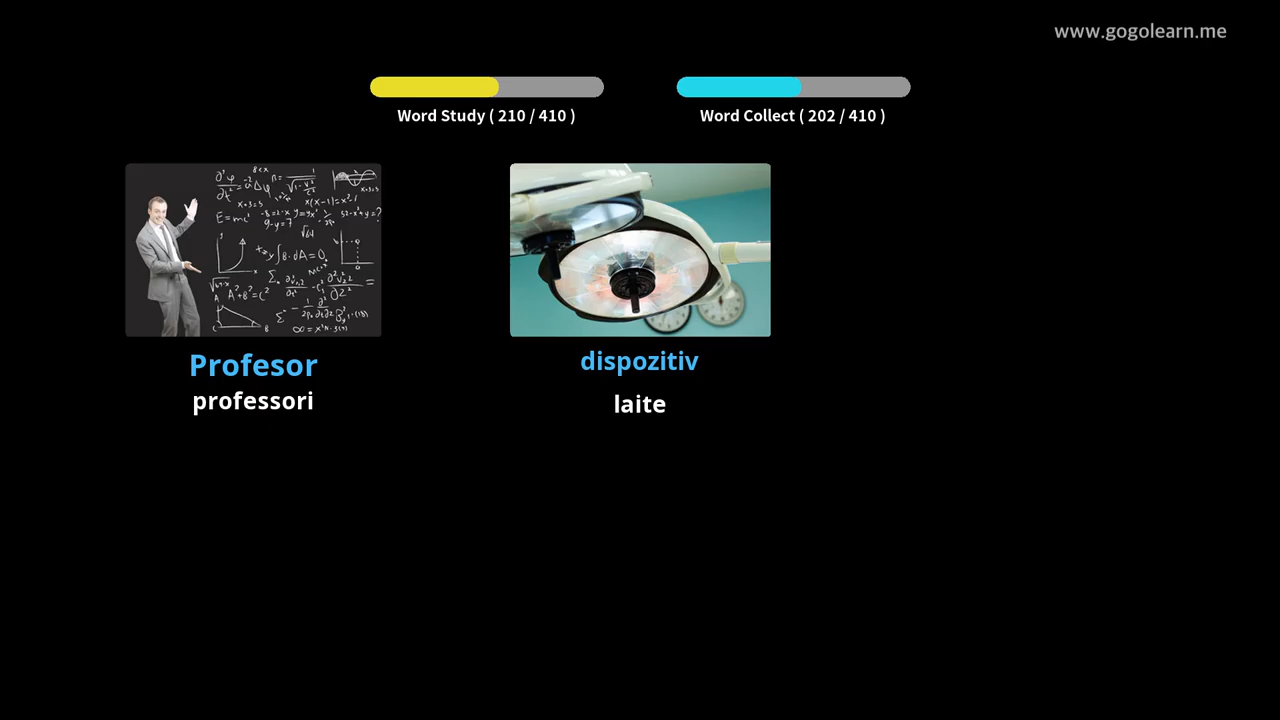 www.gogolearn.me
Word Study ( 210 / 410 )
Word Collect ( 202 / 410 )
Profesor
professori
dispozitiv
laite